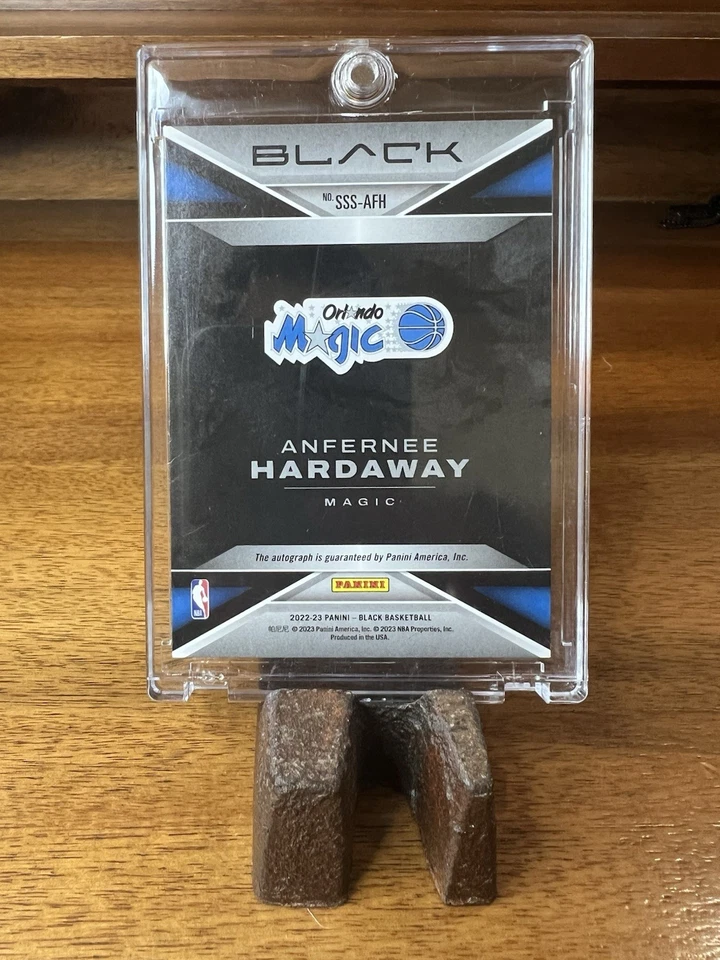 BLACK
NO. SSS-AFH
Orlando
Magic
ANFERNEE
HARDAWAY
MAGIC
The autograph is guaranteed by Panini America, Inc.
PANINI
NBA
2022-23 PANINI – BLACK BASKETBALL
帕尼尼 © 2023 Panini America, Inc. © 2023 NBA Properties, Inc.
Produced in the USA.